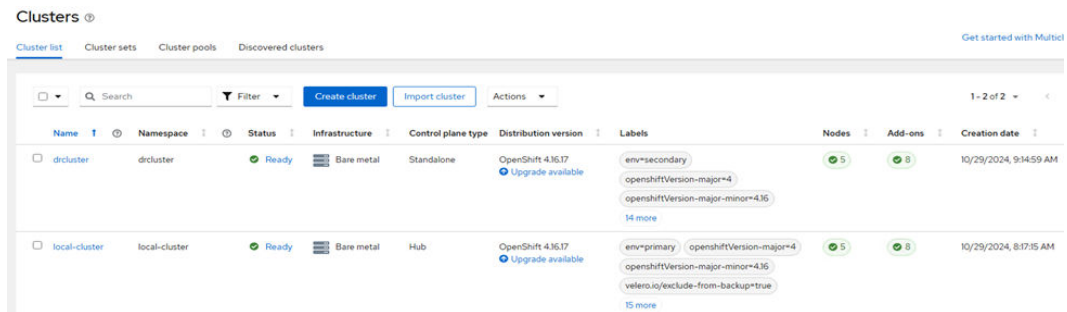 Clusters
Cluster list Cluster sets Cluster pools Discovered clusters
Get started with Multicl
Search Filter Create cluster Import cluster Actions 1 - 2 of 2
Name Namespace Status Infrastructure Control plane type Distribution version Labels Nodes Add-ons Creation date
drcluster drcluster Ready Bare metal Standalone OpenShift 4.16.17 env=secondary 5 8 10/29/2024, 9:14:59 AM
Upgrade available openshiftVersion-major=4
openshiftVersion-major-minor=4.16
14 more
local-cluster local-cluster Ready Bare metal Hub OpenShift 4.16.17 env=primary openshiftVersion-major=4 5 8 10/29/2024, 8:17:15 AM
Upgrade available openshiftVersion-major-minor=4.16
velero.io/exclude-from-backup=true
15 more